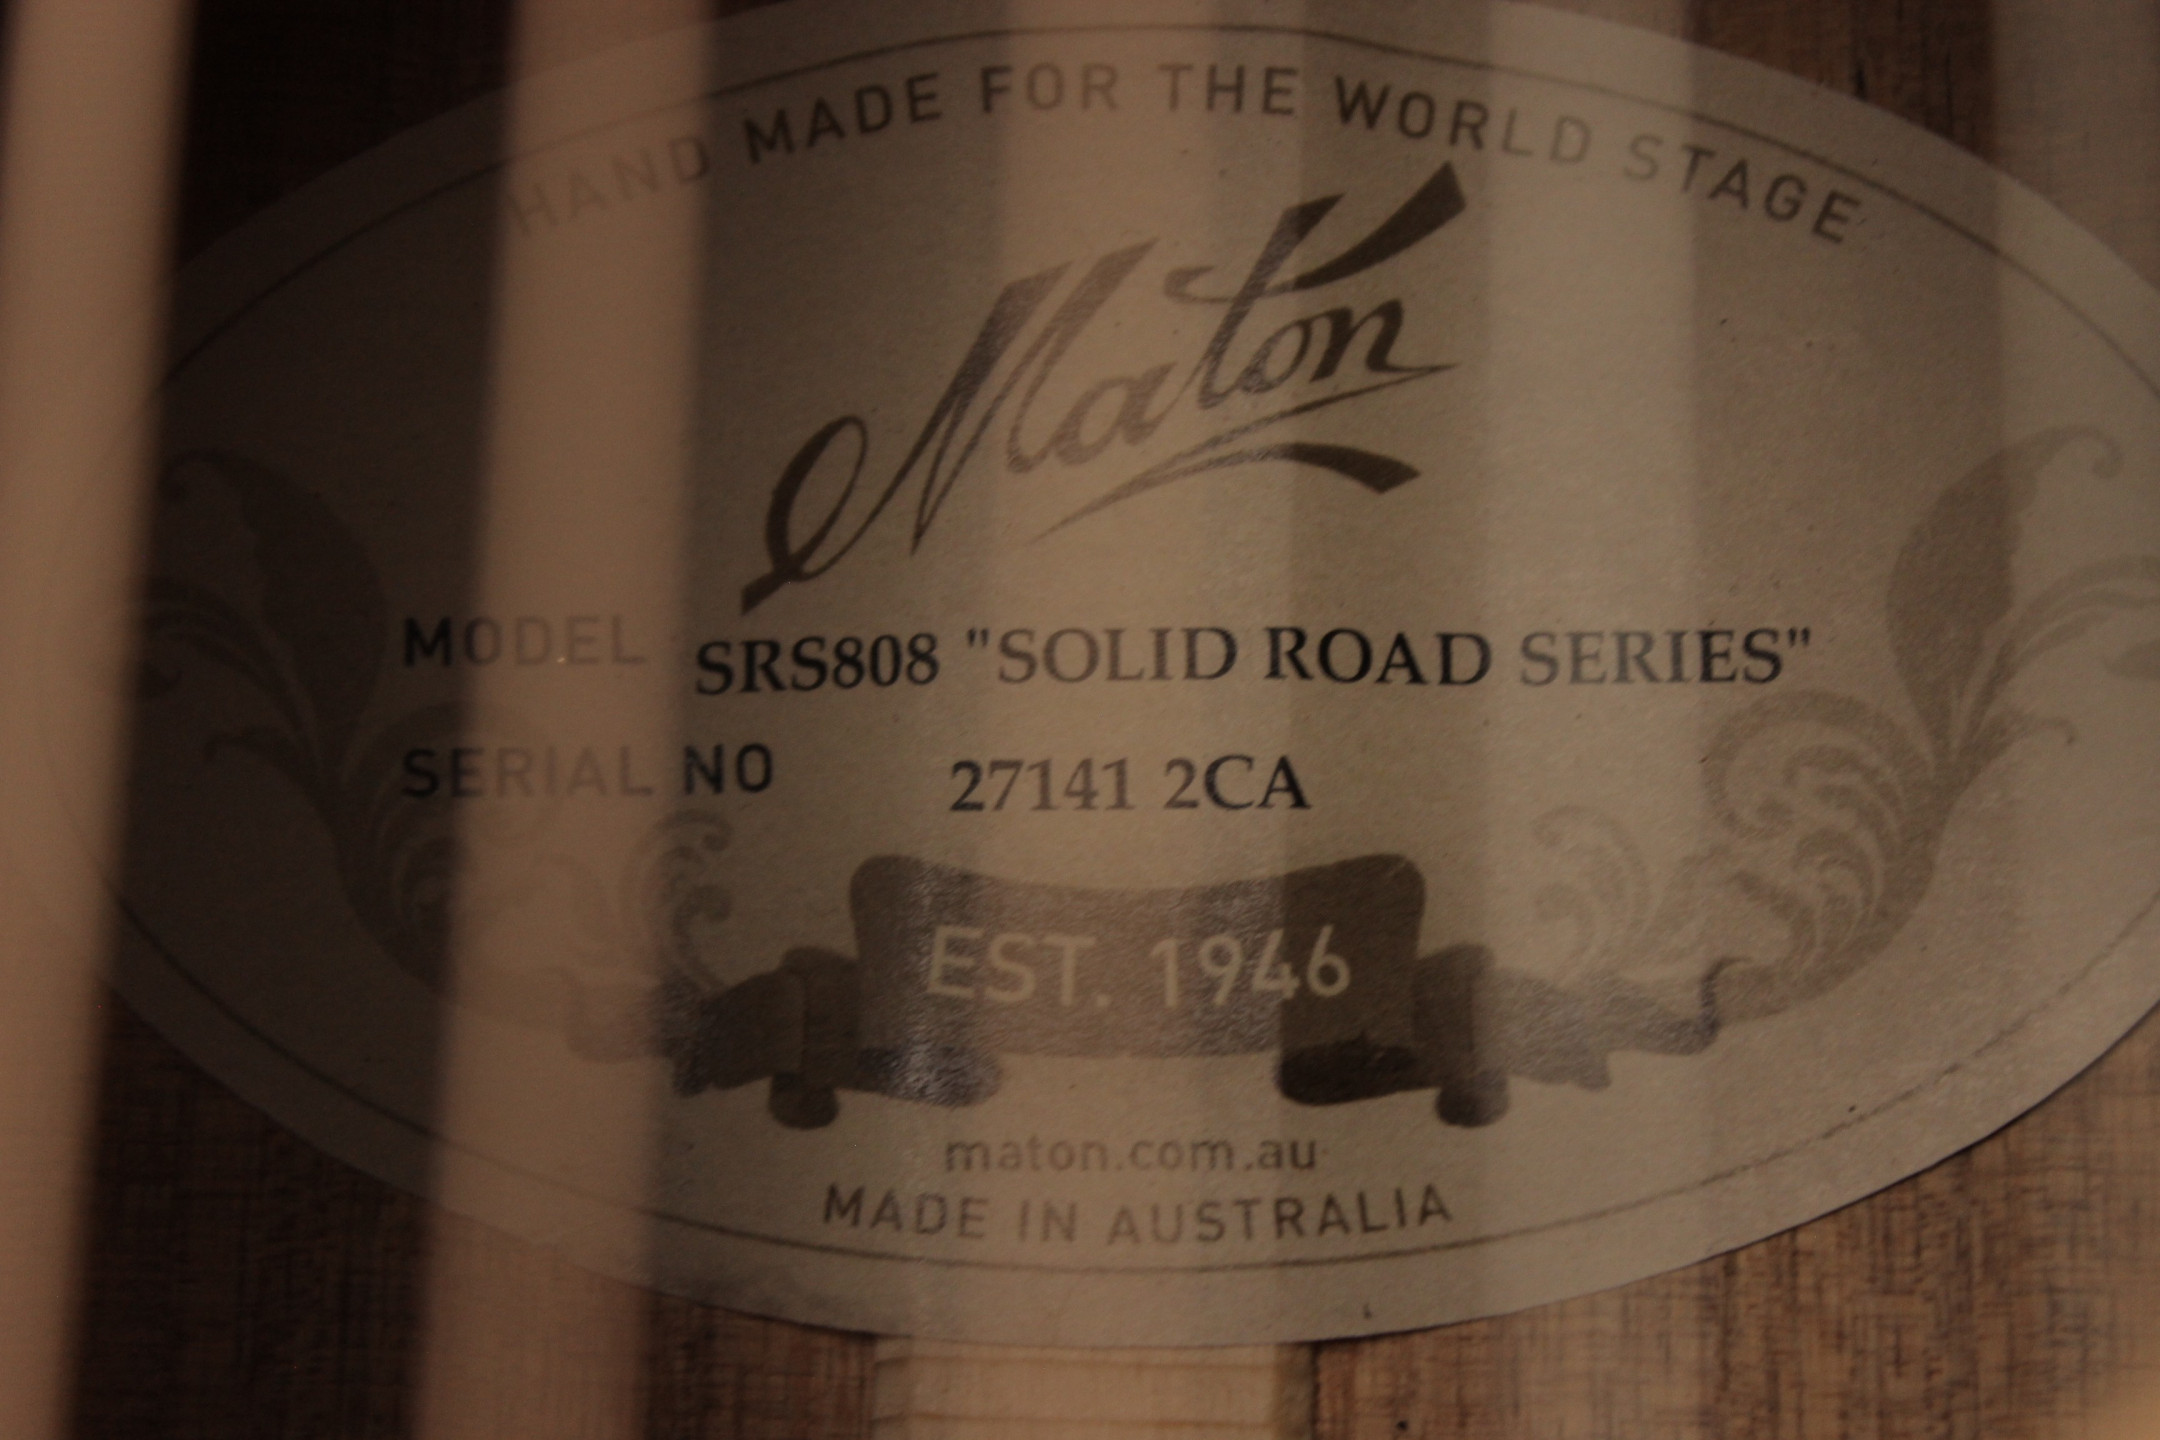 HAND MADE FOR THE WORLD STAGE
Maton
MODEL SRS808 "SOLID ROAD SERIES"
SERIAL NO 27141 2CA
EST. 1946
maton.com.au
MADE IN AUSTRALIA